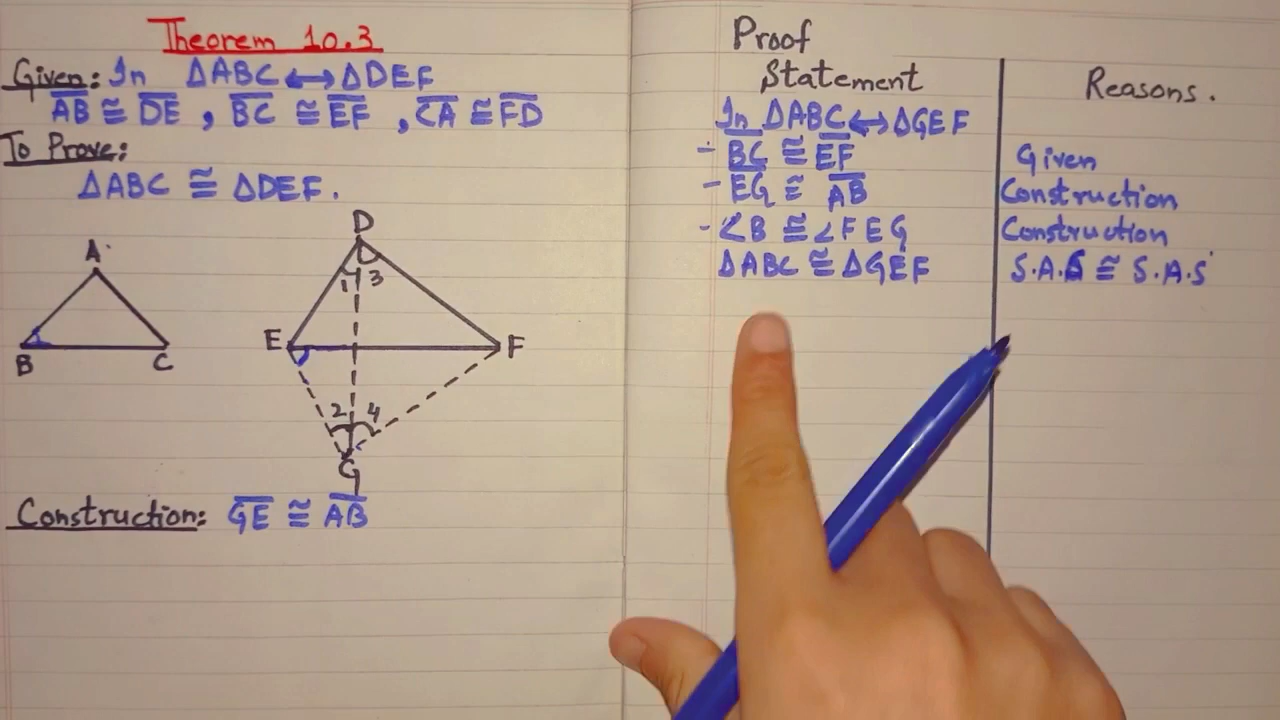 Theorem 10.3
Given: In ΔABC ⟷ ΔDEF
AB ≅ DE , BC ≅ EF , CA ≅ FD
To Prove:
ΔABC ≅ ΔDEF.
A
B
C
D
1 3
E
F
2 4
G
Construction: GE ≅ AB
Proof
Statement
Reasons.
In ΔABC ⟷ ΔGEF
- BC ≅ EF
Given
- EG ≅ AB
Construction
- ∠B ≅ ∠FEG
Construction
ΔABC ≅ ΔGEF
S.A.S ≅ S.A.S